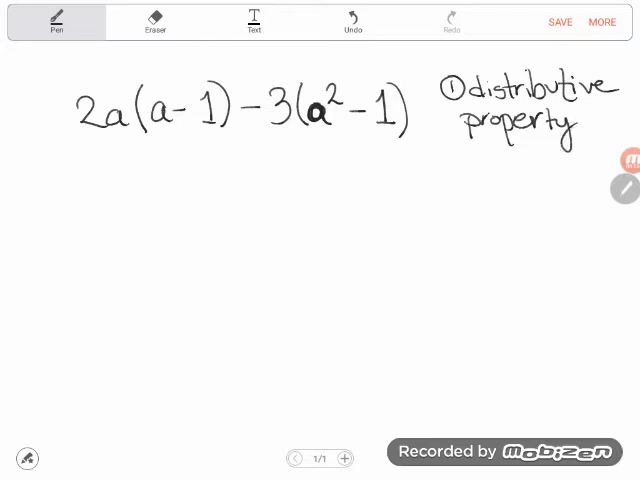 Pen Eraser Text Undo Redo SAVE MORE
2a(a-1)-3(a²-1) ① distributive
property
1/1
Recorded by mobizen